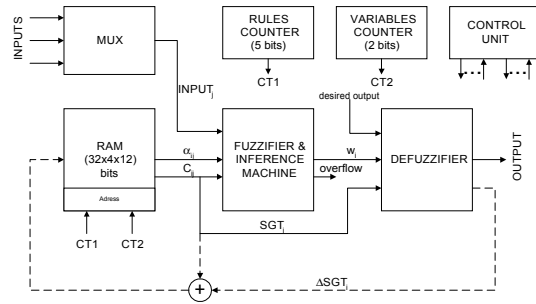 INPUTS
MUX
RULES
COUNTER
(5 bits)
VARIABLES
COUNTER
(2 bits)
CONTROL
UNIT
CT1
CT2
INPUTj
desired output
RAM
(32x4x12)
bits
Adress
αij
Cij
FUZZIFIER &
INFERENCE
MACHINE
wi
overflow
DEFUZZIFIER
OUTPUT
CT1
CT2
SGTi
ΔSGTi
+